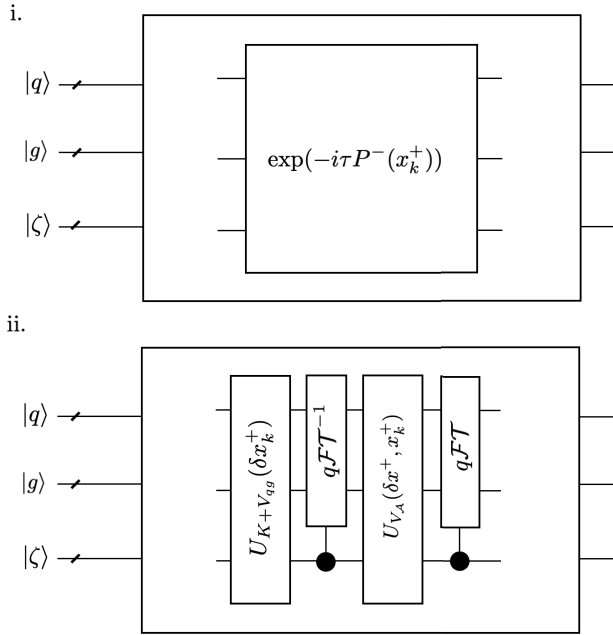 i.
|q⟩
|g⟩
|ζ⟩
exp(−iτP⁻(x_k⁺))
ii.
|q⟩
|g⟩
|ζ⟩
U_{K+V_{qg}}(δx_k⁺)
q𝓕𝓣⁻¹
U_{V_A}(δx⁺, x_k⁺)
q𝓕𝓣